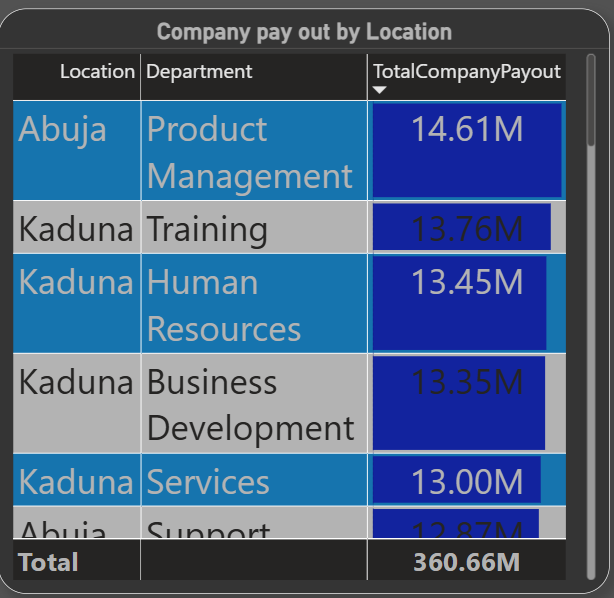 Company pay out by Location
Location Department TotalCompanyPayout
Abuja Product Management 14.61M
Kaduna Training 13.76M
Kaduna Human Resources 13.45M
Kaduna Business Development 13.35M
Kaduna Services 13.00M
Abuja Support 12.87M
Total 360.66M